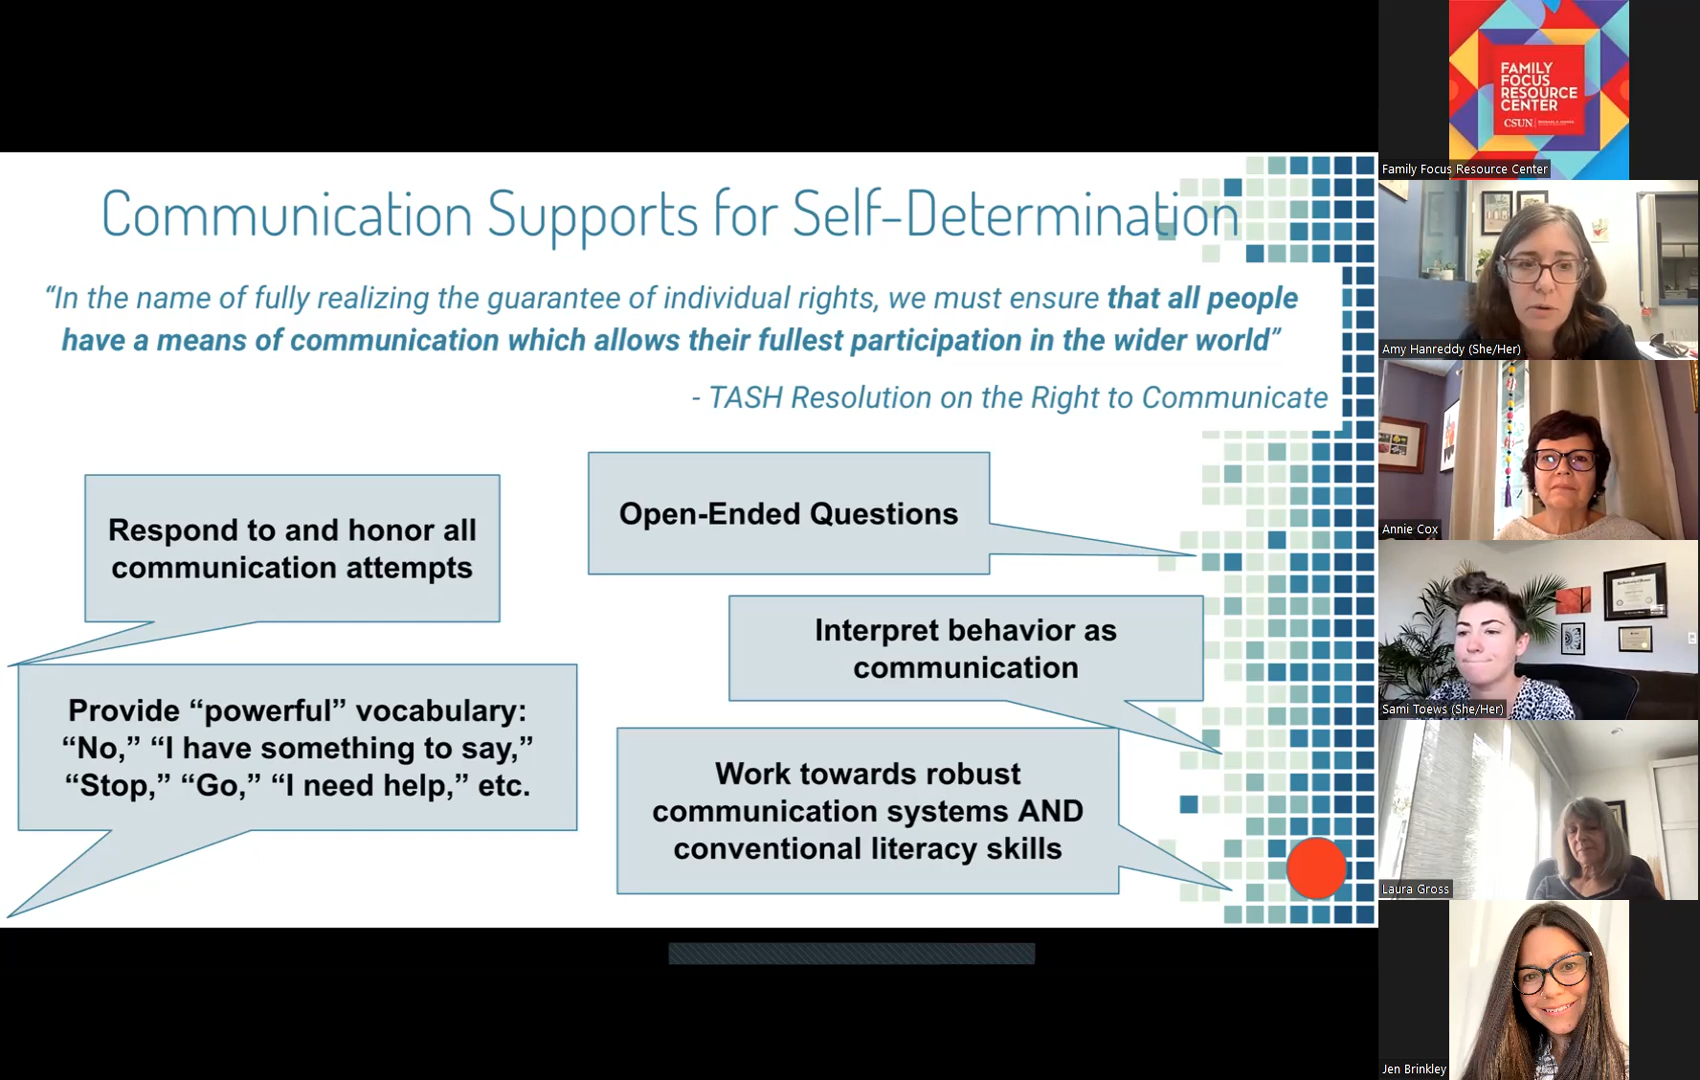 Communication Supports for Self-Determination
“In the name of fully realizing the guarantee of individual rights, we must ensure that all people
have a means of communication which allows their fullest participation in the wider world”
- TASH Resolution on the Right to Communicate
Respond to and honor all
communication attempts
Open-Ended Questions
Interpret behavior as
communication
Provide “powerful” vocabulary:
“No,” “I have something to say,”
“Stop,” “Go,” “I need help,” etc.
Work towards robust
communication systems AND
conventional literacy skills
FAMILY
FOCUS
RESOURCE
CENTER
CSUN
Family Focus Resource Center
Amy Hanreddy (She/Her)
Annie Cox
Sami Toews (She/Her)
Laura Gross
Jen Brinkley